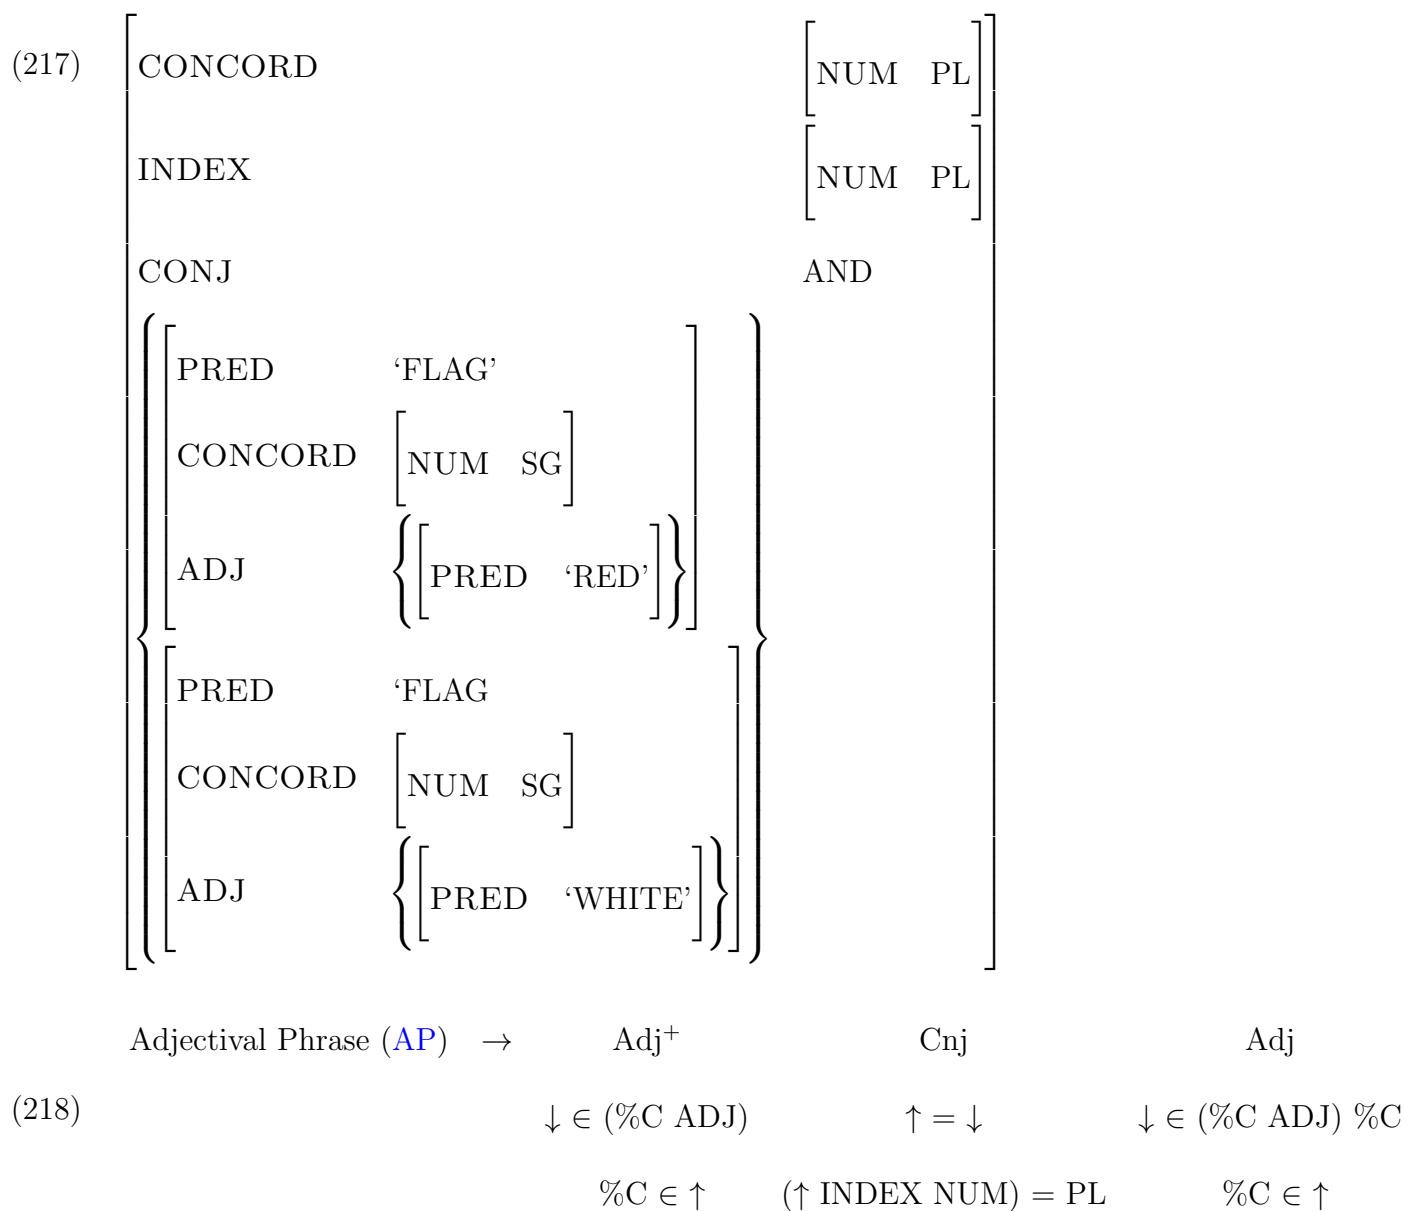 (217) CONCORD [NUM PL]
INDEX [NUM PL]
CONJ AND
PRED ‘FLAG’
CONCORD [NUM SG]
ADJ {[PRED ‘RED’]}
PRED ‘FLAG
CONCORD [NUM SG]
ADJ {[PRED ‘WHITE’]}
Adjectival Phrase (AP) → Adj⁺ Cnj Adj
(218) ↓ ∈ (%C ADJ) ↑ = ↓ ↓ ∈ (%C ADJ) %C
%C ∈ ↑ (↑ INDEX NUM) = PL %C ∈ ↑